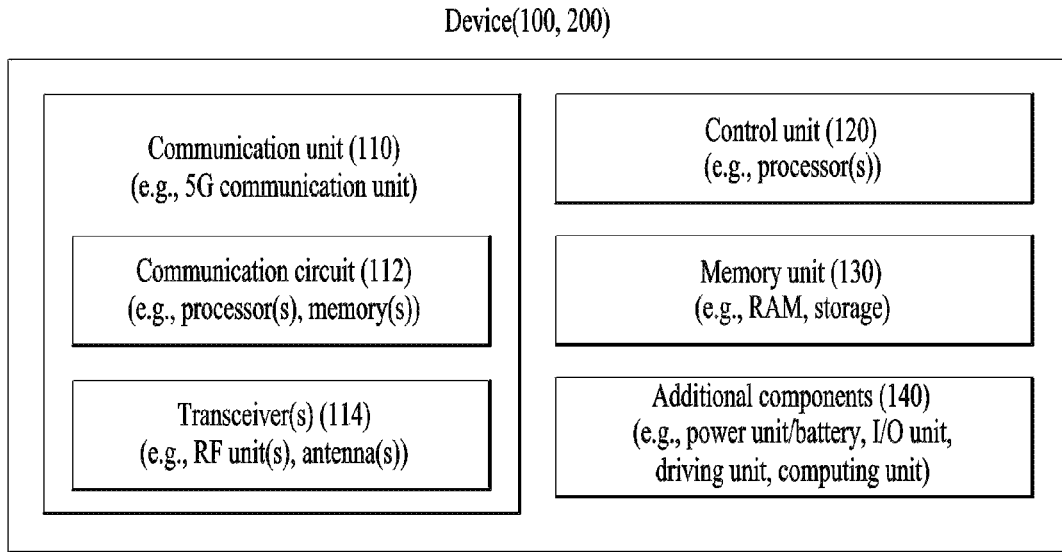 Device(100, 200)
Communication unit (110)
(e.g., 5G communication unit)
Communication circuit (112)
(e.g., processor(s), memory(s))
Transceiver(s) (114)
(e.g., RF unit(s), antenna(s))
Control unit (120)
(e.g., processor(s))
Memory unit (130)
(e.g., RAM, storage)
Additional components (140)
(e.g., power unit/battery, I/O unit,
driving unit, computing unit)